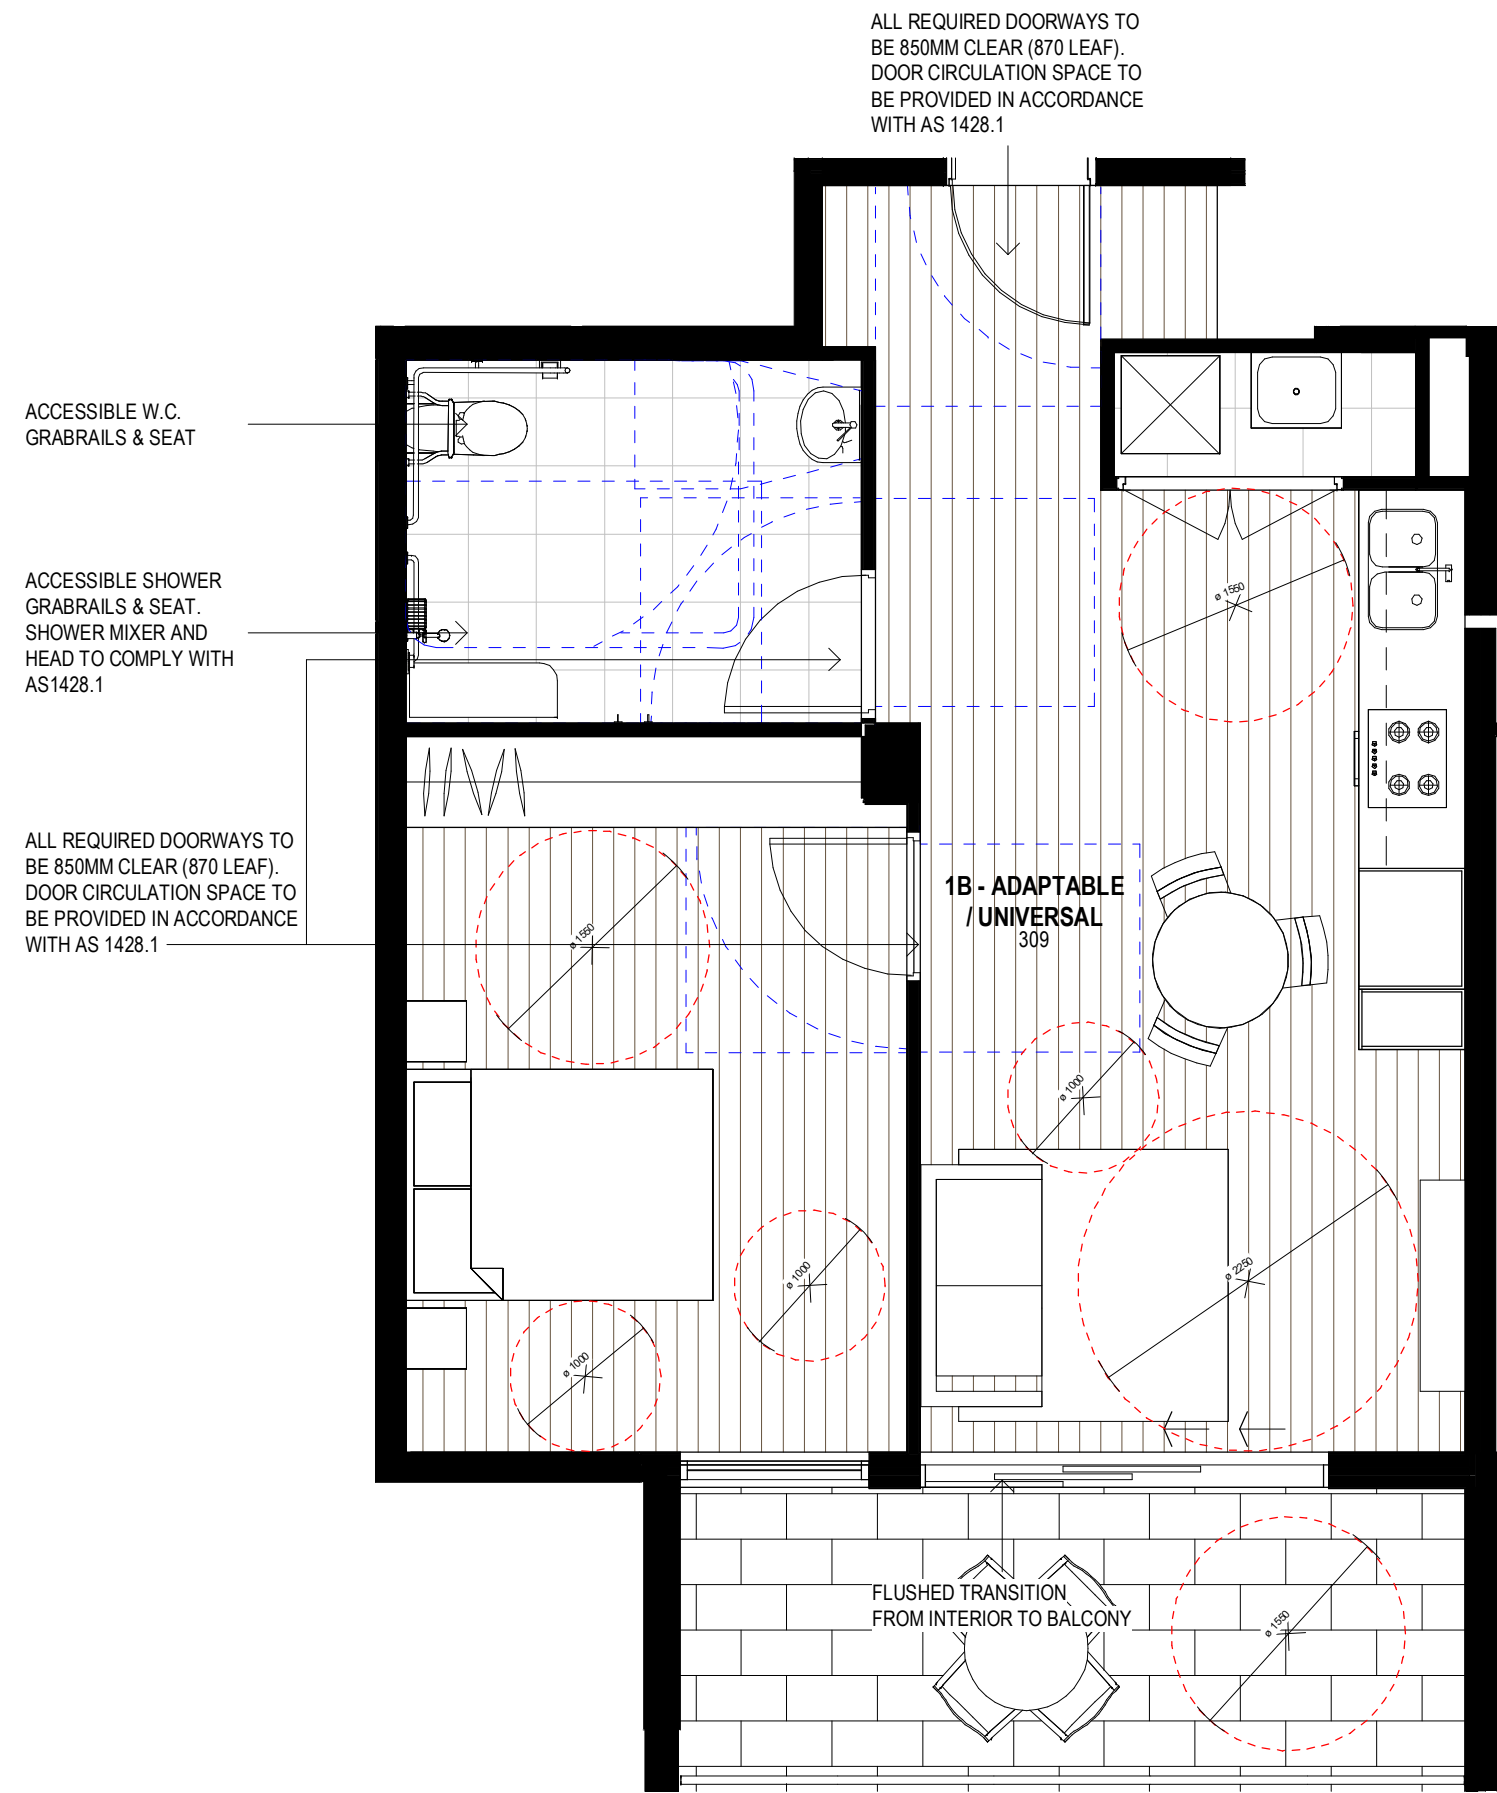 ALL REQUIRED DOORWAYS TO
BE 850MM CLEAR (870 LEAF).
DOOR CIRCULATION SPACE TO
BE PROVIDED IN ACCORDANCE
WITH AS 1428.1
ACCESSIBLE W.C.
GRABRAILS & SEAT
ACCESSIBLE SHOWER
GRABRAILS & SEAT.
SHOWER MIXER AND
HEAD TO COMPLY WITH
AS1428.1
ø 1550
ALL REQUIRED DOORWAYS TO
BE 850MM CLEAR (870 LEAF).
DOOR CIRCULATION SPACE TO
BE PROVIDED IN ACCORDANCE
WITH AS 1428.1
ø 1550
1B - ADAPTABLE
/ UNIVERSAL
309
ø 1000
ø 1000
ø 2250
ø 1000
FLUSHED TRANSITION
FROM INTERIOR TO BALCONY
ø 1550